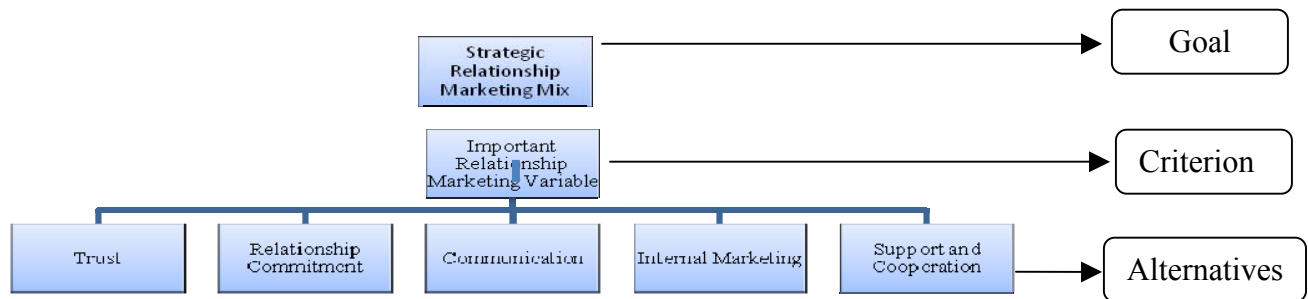 Strategic
Relationship
Marketing Mix
Goal
Important
Relationship
Marketing Variable
Criterion
Trust
Relationship
Commitment
Communication
Internal Marketing
Support and
Cooperation
Alternatives